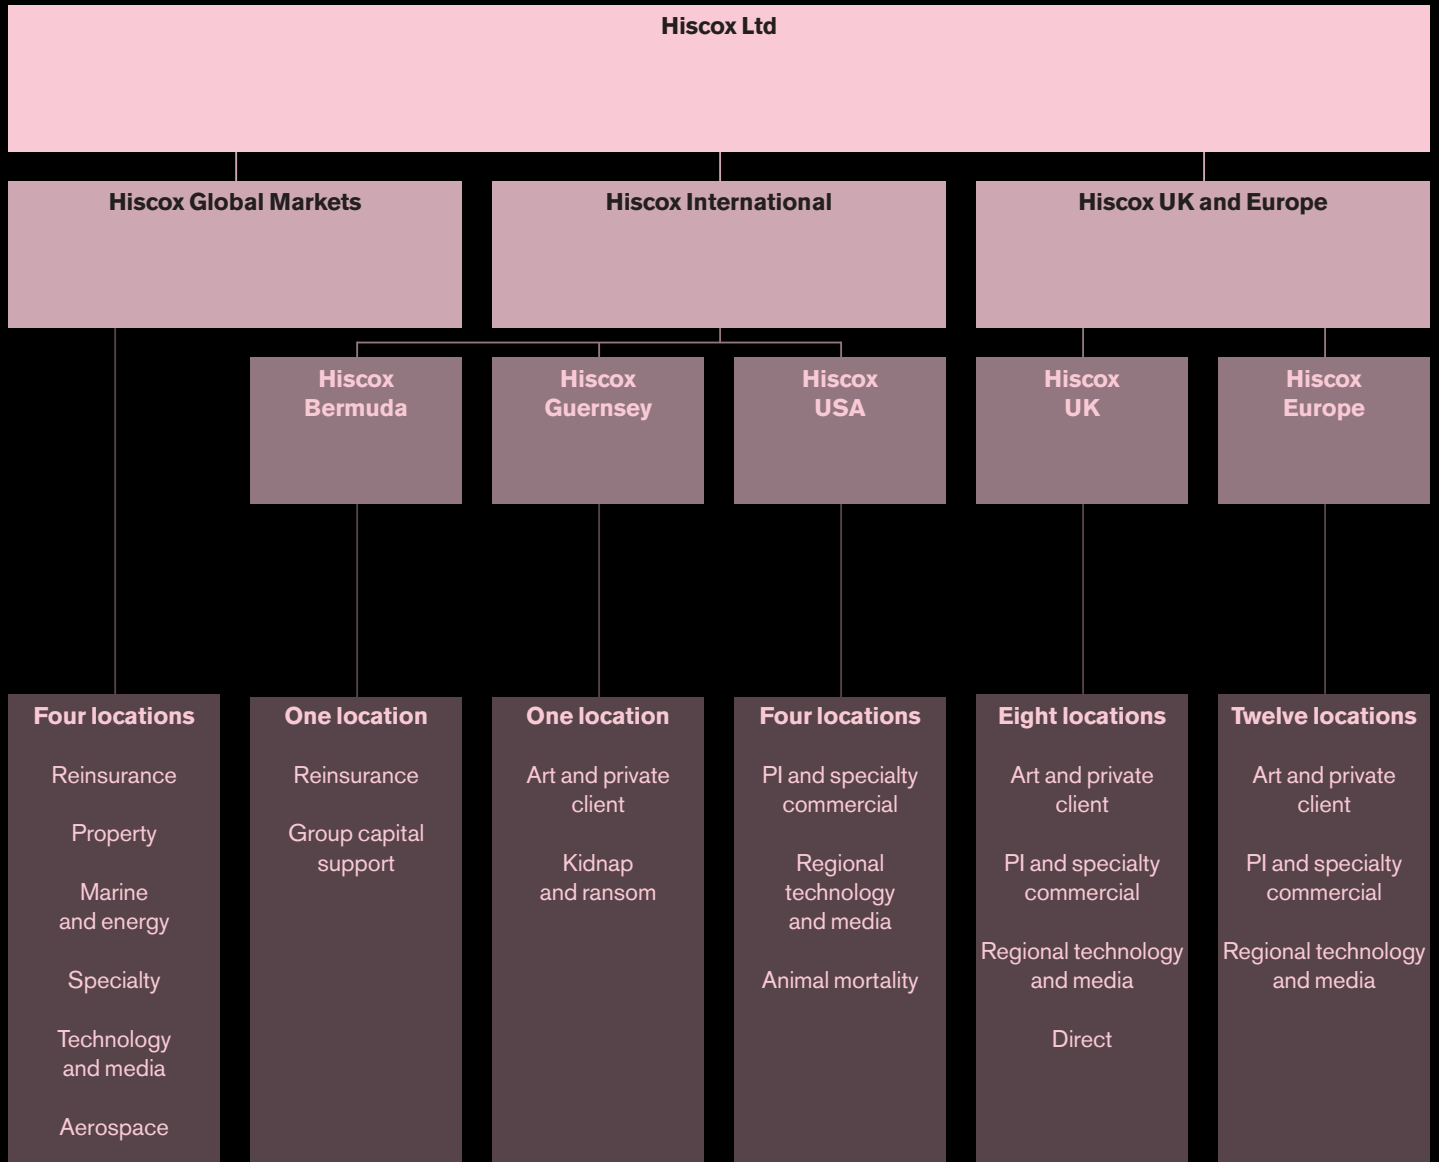 Hiscox Ltd
Hiscox Global Markets
Hiscox International
Hiscox UK and Europe
Hiscox
Bermuda
Hiscox
Guernsey
Hiscox
USA
Hiscox
UK
Hiscox
Europe
Four locations
Reinsurance
Property
Marine
and energy
Specialty
Technology
and media
Aerospace
One location
Reinsurance
Group capital
support
One location
Art and private
client
Kidnap
and ransom
Four locations
PI and specialty
commercial
Regional
technology
and media
Animal mortality
Eight locations
Art and private
client
PI and specialty
commercial
Regional technology
and media
Direct
Twelve locations
Art and private
client
PI and specialty
commercial
Regional technology
and media